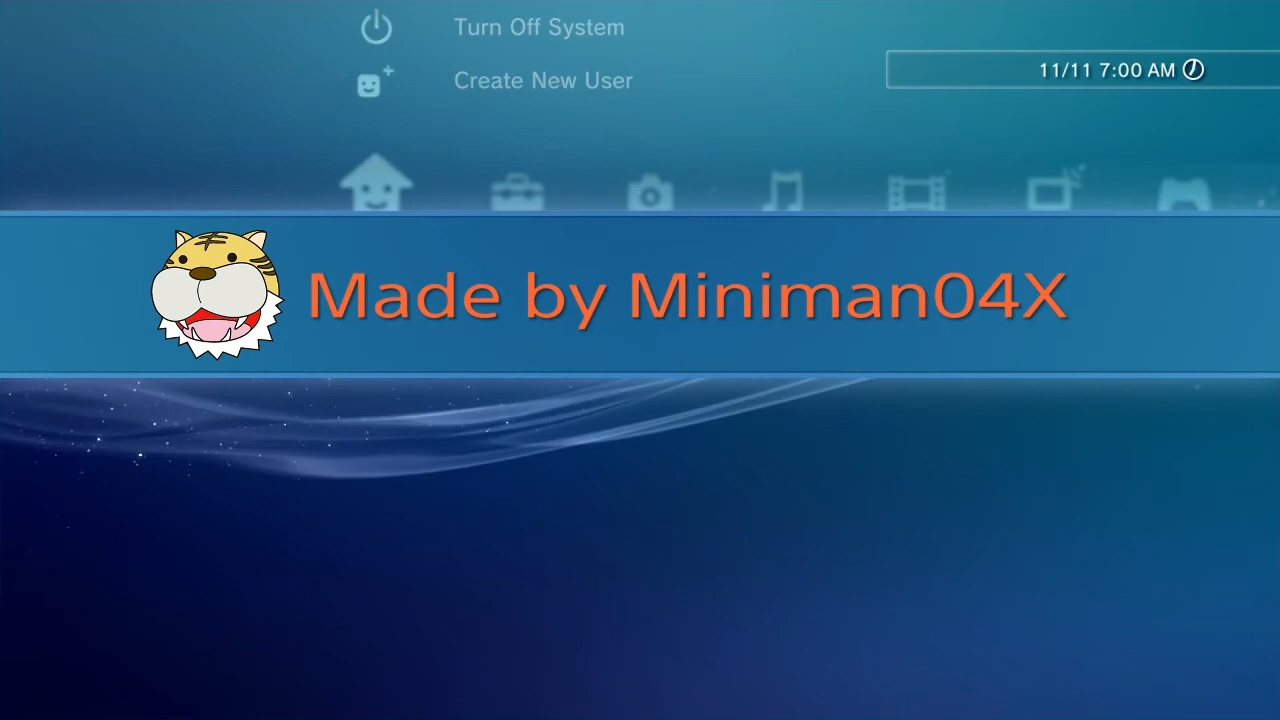 Turn Off System
11/11 7:00 AM
Create New User
Made by Miniman04X